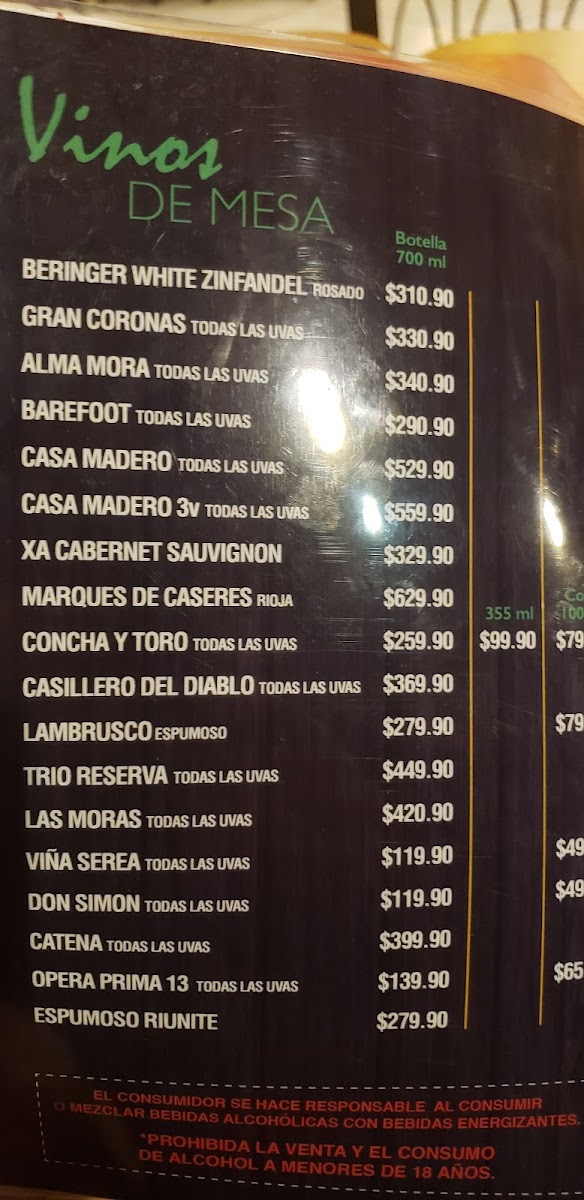 Vinos
DE MESA
Botella
700 ml
BERINGER WHITE ZINFANDEL ROSADO $310.90
GRAN CORONAS TODAS LAS UVAS $330.90
ALMA MORA TODAS LAS UVAS $340.90
BAREFOOT TODAS LAS UVAS $290.90
CASA MADERO TODAS LAS UVAS $529.90
CASA MADERO 3v TODAS LAS UVAS $559.90
XA CABERNET SAUVIGNON $329.90
MARQUES DE CASERES RIOJA $629.90
355 ml
CONCHA Y TORO TODAS LAS UVAS $259.90 $99.90 $79
CASILLERO DEL DIABLO TODAS LAS UVAS $369.90
LAMBRUSCO ESPUMOSO $279.90 $79
TRIO RESERVA TODAS LAS UVAS $449.90
LAS MORAS TODAS LAS UVAS $420.90
VIÑA SEREA TODAS LAS UVAS $119.90 $49
DON SIMON TODAS LAS UVAS $119.90 $49
CATENA TODAS LAS UVAS $399.90
OPERA PRIMA 13 TODAS LAS UVAS $139.90 $65
ESPUMOSO RIUNITE $279.90
EL CONSUMIDOR SE HACE RESPONSABLE AL CONSUMIR
O MEZCLAR BEBIDAS ALCOHÓLICAS CON BEBIDAS ENERGIZANTES.
*PROHIBIDA LA VENTA Y EL CONSUMO
DE ALCOHOL A MENORES DE 18 AÑOS.